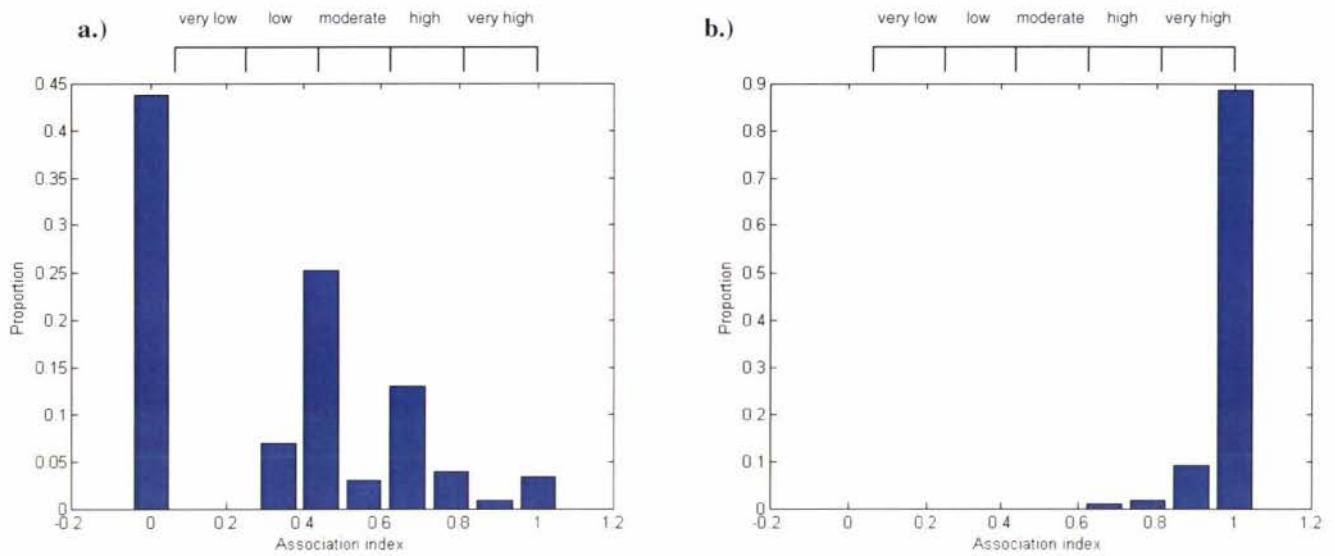 a.)
very low low moderate high very high
0.45
0.4
0.35
0.3
0.25
0.2
0.15
0.1
0.05
0
Proportion
-0.2 0 0.2 0.4 0.6 0.8 1 1.2
Association index
b.)
very low low moderate high very high
0.9
0.8
0.7
0.6
0.5
0.4
0.3
0.2
0.1
0
Proportion
-0.2 0 0.2 0.4 0.6 0.8 1 1.2
Association index